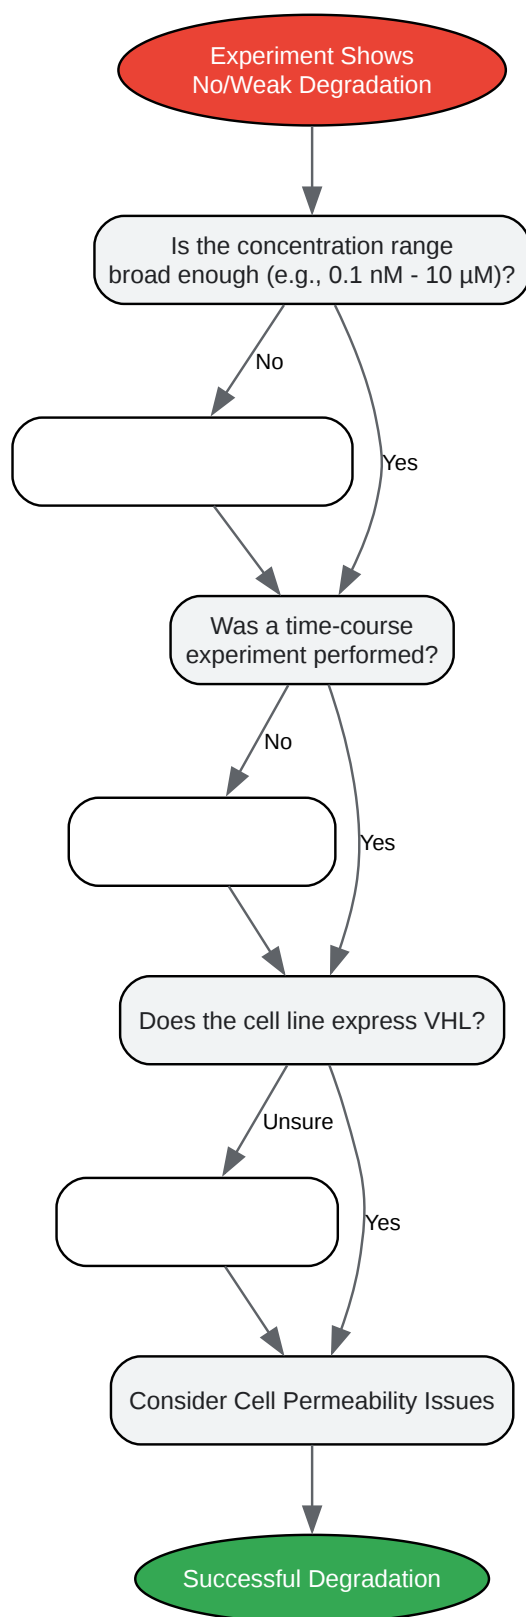 Experiment Shows
No/Weak Degradation
Is the concentration range
broad enough (e.g., 0.1 nM - 10 µM)?
No
Yes
Was a time-course
experiment performed?
No
Yes
Does the cell line express VHL?
Unsure
Yes
Consider Cell Permeability Issues
Successful Degradation